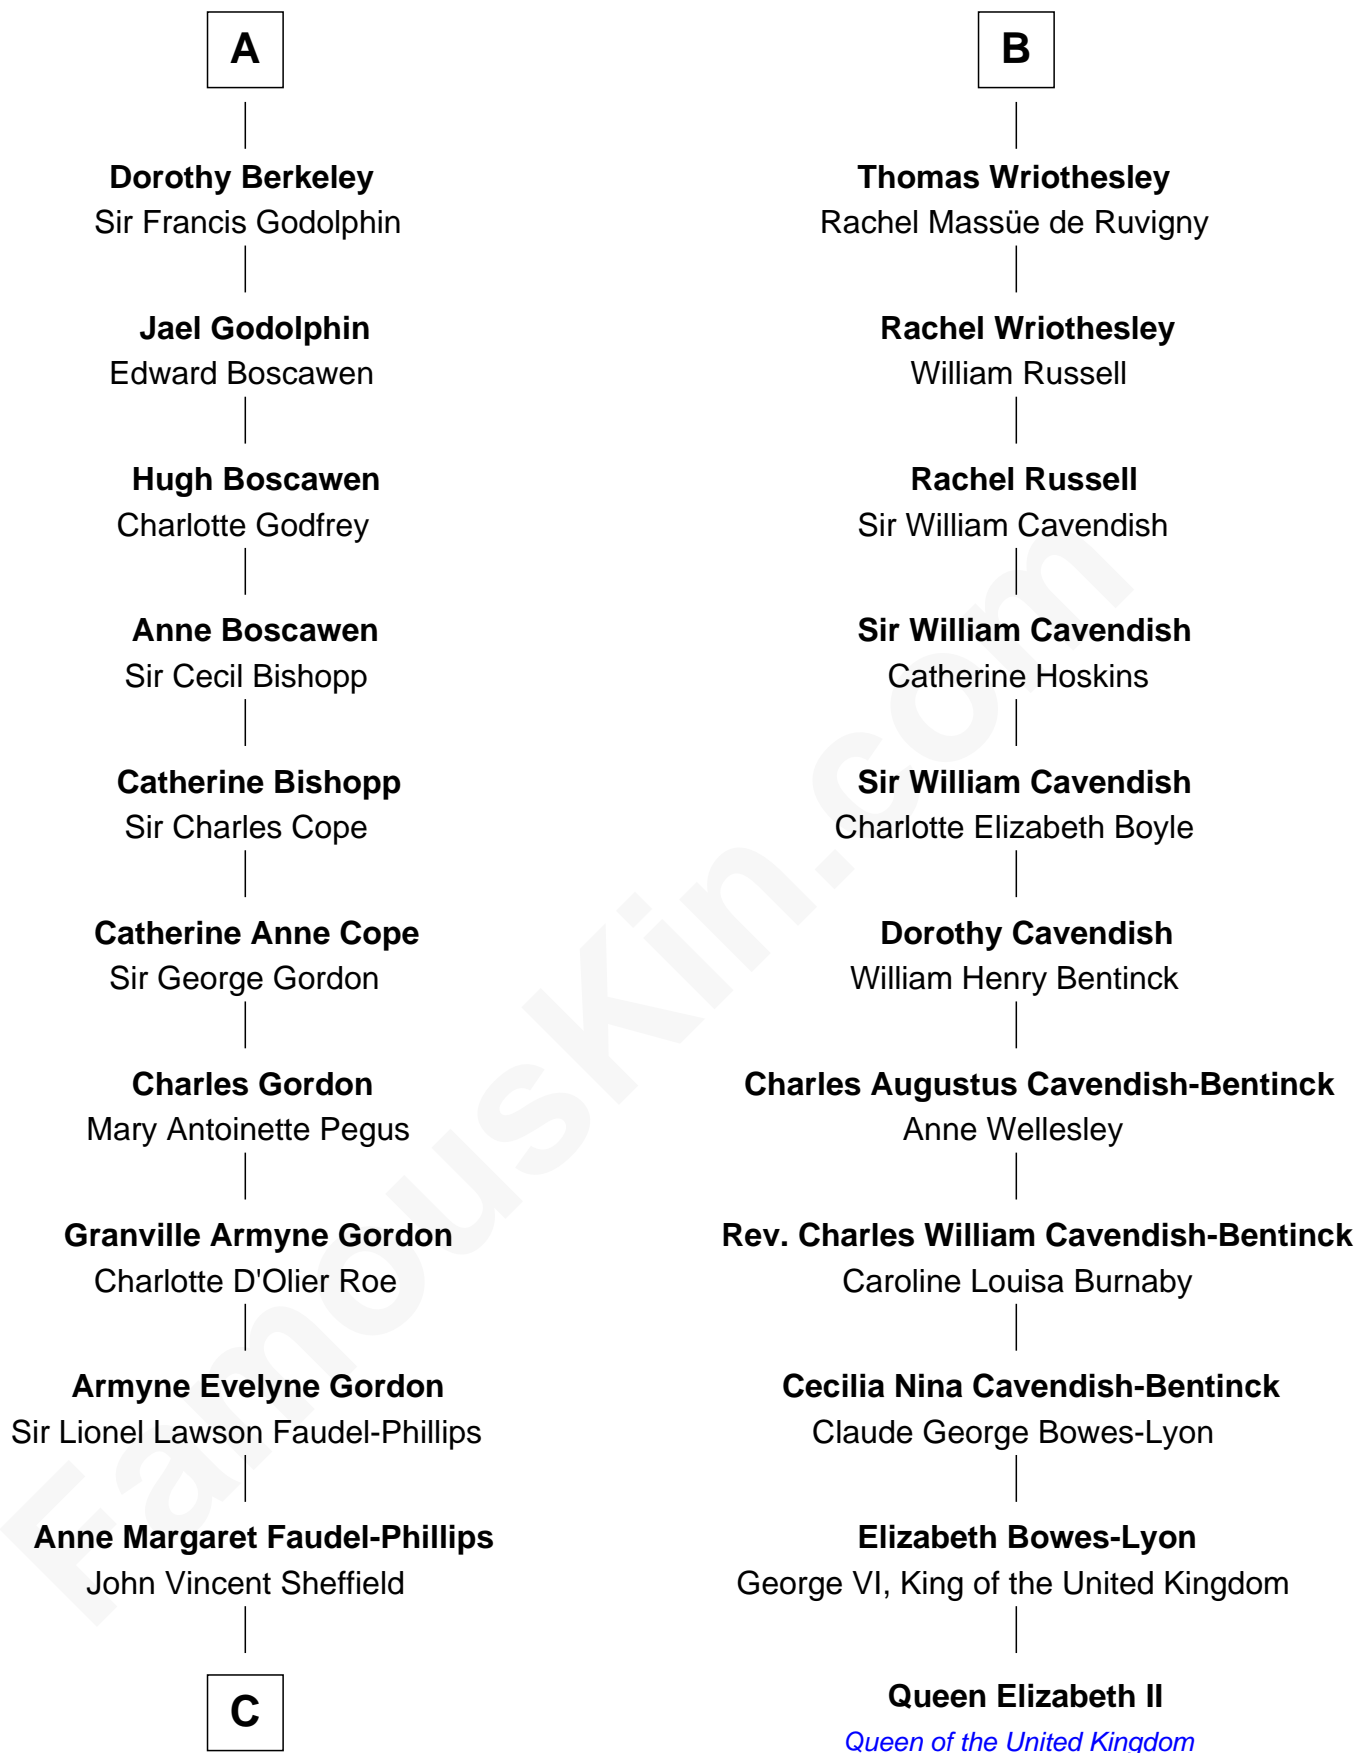 A
Dorothy Berkeley
Sir Francis Godolphin
Jael Godolphin
Edward Boscawen
Hugh Boscawen
Charlotte Godfrey
Anne Boscawen
Sir Cecil Bishopp
Catherine Bishopp
Sir Charles Cope
Catherine Anne Cope
Sir George Gordon
Charles Gordon
Mary Antoinette Pegus
Granville Armyne Gordon
Charlotte D'Olier Roe
Armyne Evelyne Gordon
Sir Lionel Lawson Faudel-Phillips
Anne Margaret Faudel-Phillips
John Vincent Sheffield
C
B
Thomas Wriothesley
Rachel Massüe de Ruvigny
Rachel Wriothesley
William Russell
Rachel Russell
Sir William Cavendish
Sir William Cavendish
Catherine Hoskins
Sir William Cavendish
Charlotte Elizabeth Boyle
Dorothy Cavendish
William Henry Bentinck
Charles Augustus Cavendish-Bentinck
Anne Wellesley
Rev. Charles William Cavendish-Bentinck
Caroline Louisa Burnaby
Cecilia Nina Cavendish-Bentinck
Claude George Bowes-Lyon
Elizabeth Bowes-Lyon
George VI, King of the United Kingdom
Queen Elizabeth II
Queen of the United Kingdom
FamousKin.com